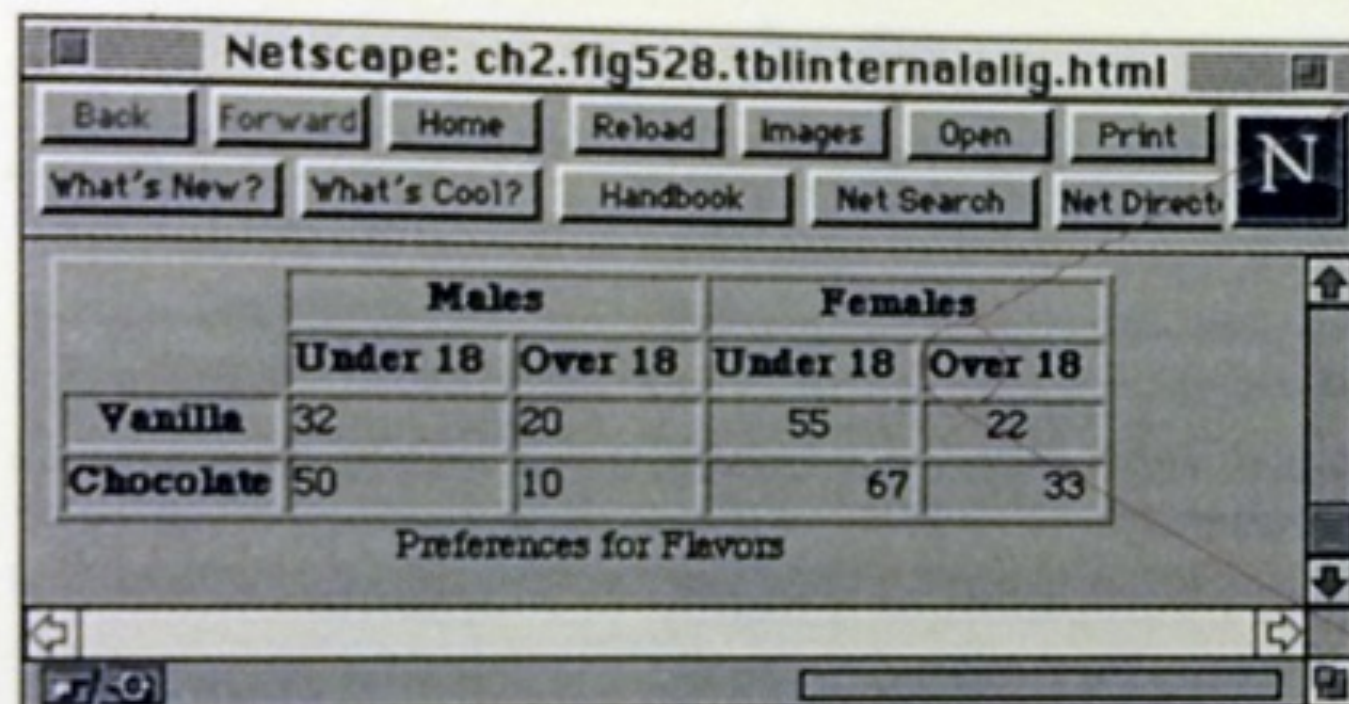 Netscape: ch2.fig528.tblinternalalig.html
Back Forward Home Reload Images Open Print
N
What's New? What's Cool? Handbook Net Search Net Direct
Males Females
Under 18 Over 18 Under 18 Over 18
Vanilla 32 20 55 22
Chocolate 50 10 67 33
Preferences for Flavors